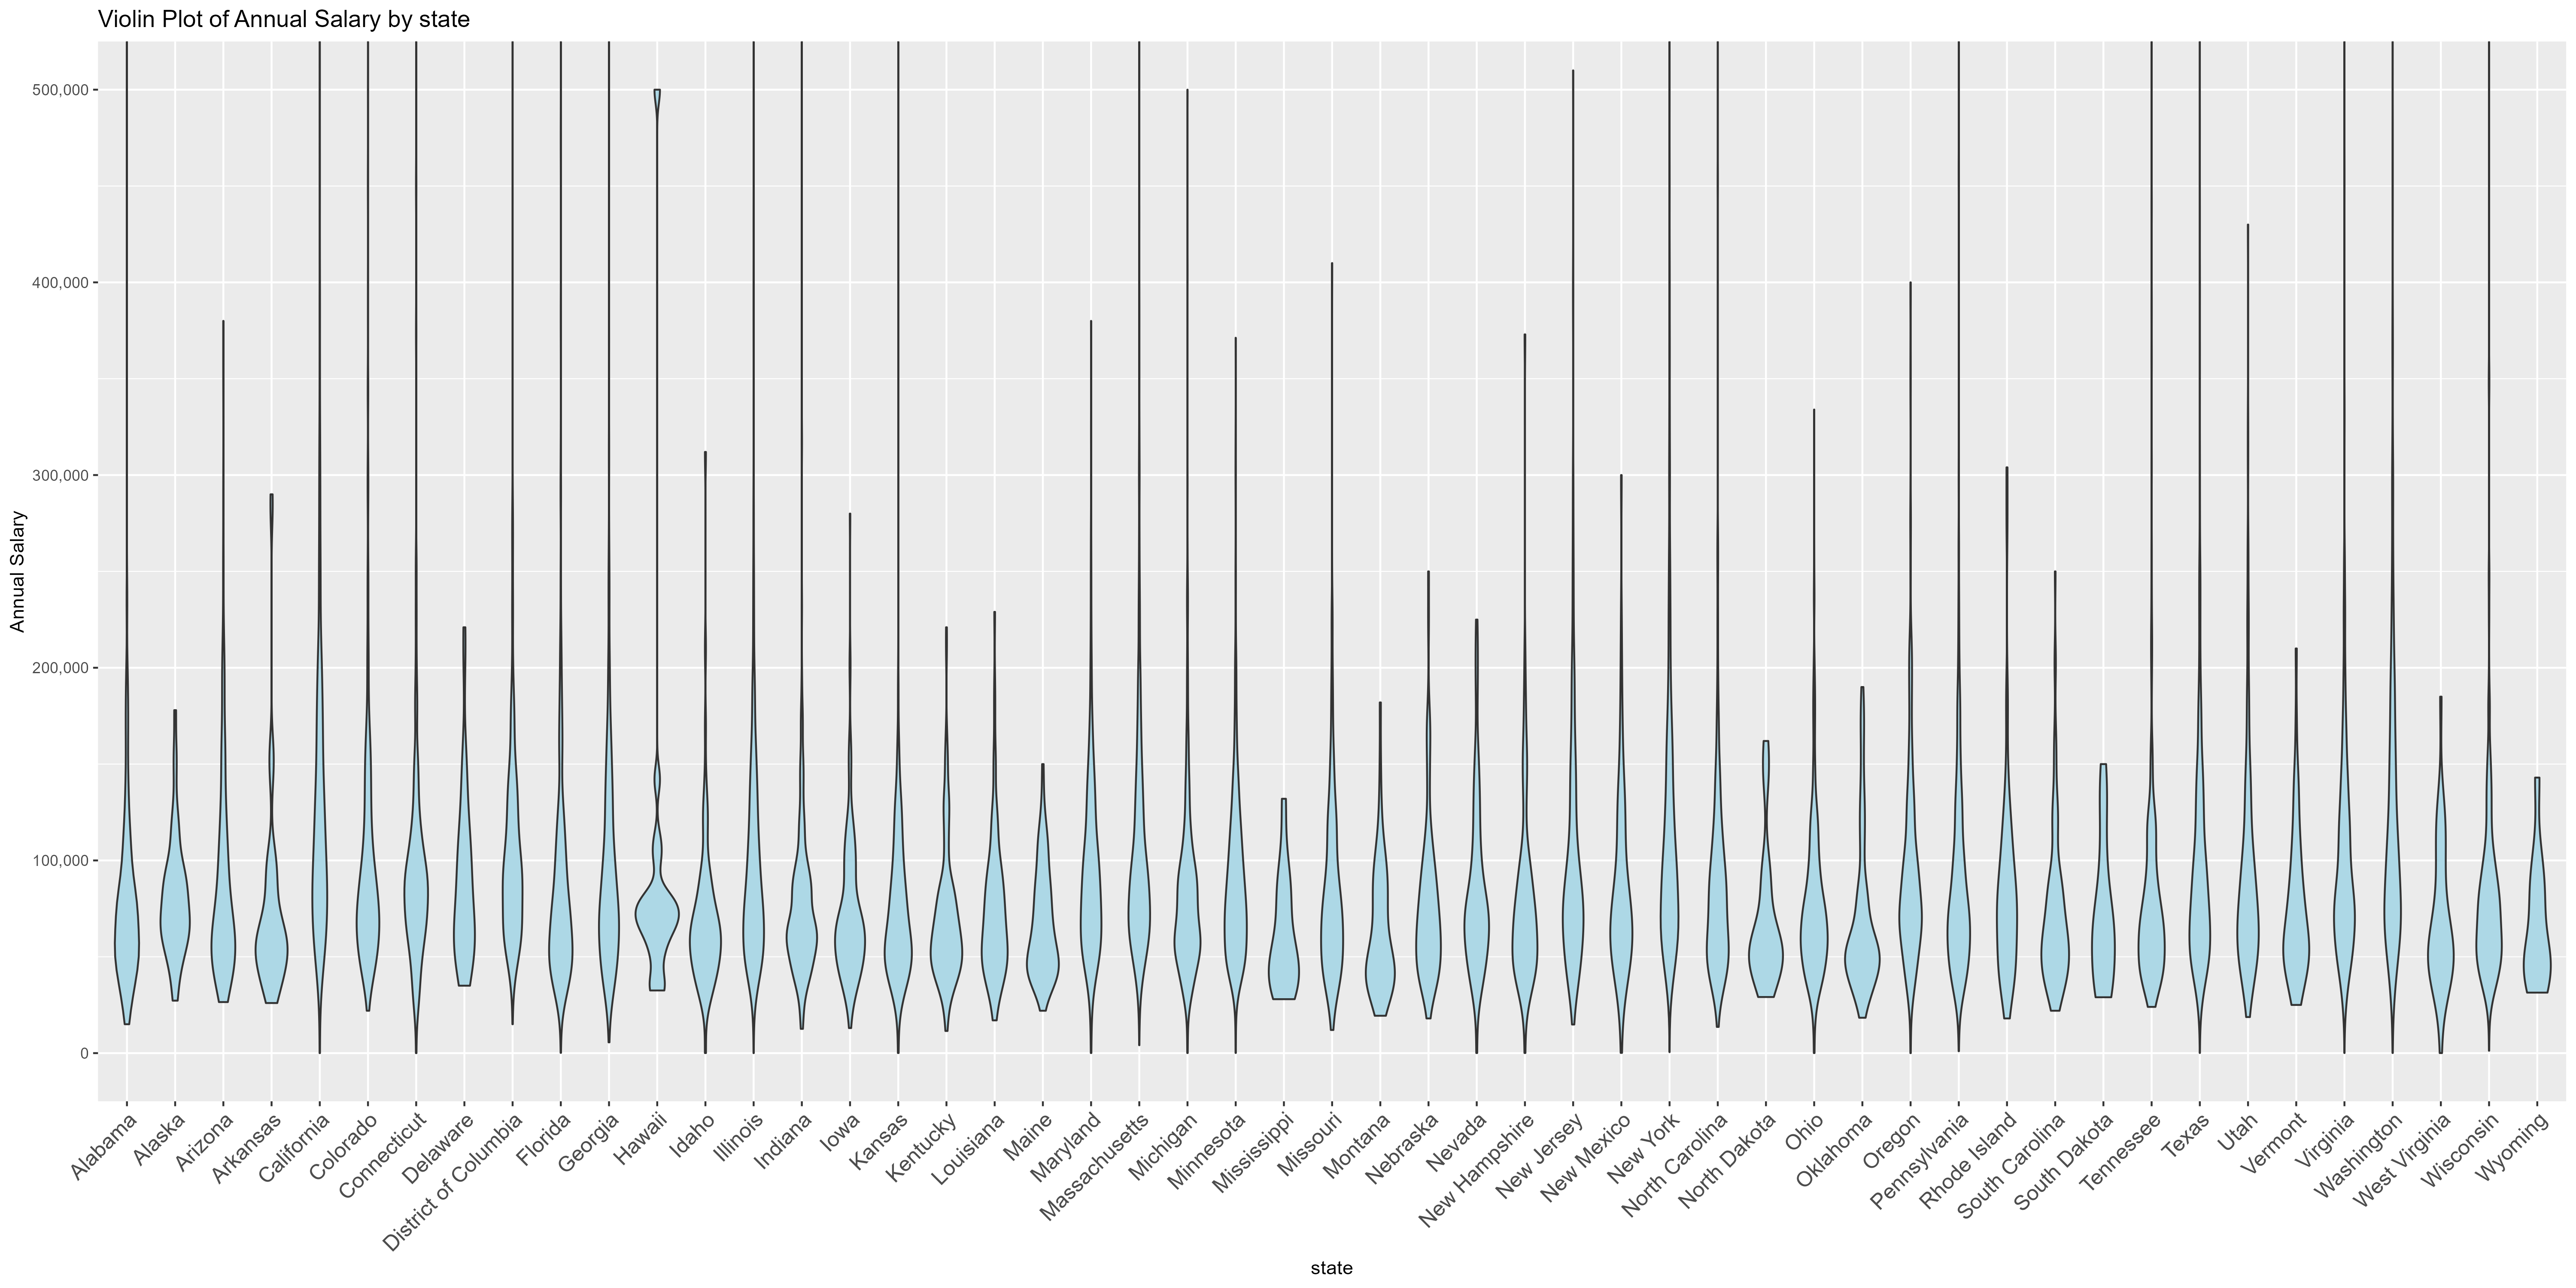 Violin Plot of Annual Salary by state
Annual Salary
500,000
400,000
300,000
200,000
100,000
0
Alabama
Alaska
Arizona
Arkansas
California
Colorado
Connecticut
Delaware
District of Columbia
Florida
Georgia
Hawaii
Idaho
Illinois
Indiana
Iowa
Kansas
Kentucky
Louisiana
Maine
Maryland
Massachusetts
Michigan
Minnesota
Mississippi
Missouri
Montana
Nebraska
Nevada
New Hampshire
New Jersey
New Mexico
New York
North Carolina
North Dakota
Ohio
Oklahoma
Oregon
Pennsylvania
Rhode Island
South Carolina
South Dakota
Tennessee
Texas
Utah
Vermont
Virginia
Washington
West Virginia
Wisconsin
Wyoming
state